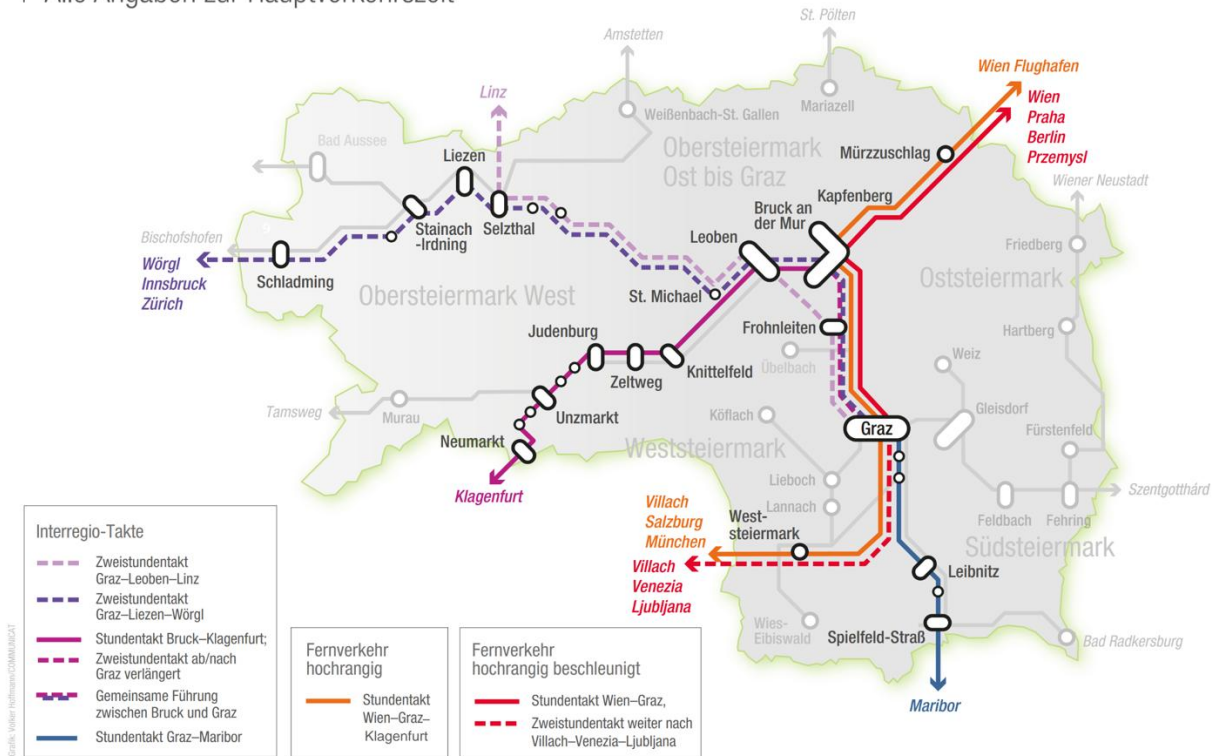 Alle Angaben zur Hauptverkehrszeit
St. Pölten
Amstetten
Wien Flughafen
Linz
Wien
Praha
Berlin
Przemysl
Mariazell
Weißenbach-St. Gallen
Bad Aussee
Liezen
Obersteiermark
Ost bis Graz
Mürzzuschlag
Wiener Neustadt
Kapfenberg
Bruck an
der Mur
Stainach
-Irdning
Selzthal
Leoben
Bischofshofen
Friedberg
Wörgl
Innsbruck
Zürich
Schladming
Obersteiermark West
St. Michael
Oststeiermark
Judenburg
Frohnleiten
Hartberg
Übelbach
Weiz
Zeltweg
Knittelfeld
Tamsweg
Murau
Unzmarkt
Köflach
Graz
Gleisdorf
Fürstenfeld
Neumarkt
Weststeiermark
Klagenfurt
Lieboch
Szentgotthárd
Villach
Salzburg
München
Lannach
West-
steiermark
Feldbach
Fehring
Südsteiermark
Villach
Venezia
Ljubljana
Leibnitz
Wies-
Eibiswald
Spielfeld-Straß
Bad Radkersburg
Maribor
Interregio-Takte
Zweistundentakt
Graz–Leoben–Linz
Zweistundentakt
Graz–Liezen–Wörgl
Stundentakt Bruck–Klagenfurt;
Zweistundentakt ab/nach
Graz verlängert
Gemeinsame Führung
zwischen Bruck und Graz
Stundentakt Graz–Maribor
Fernverkehr
hochrangig
Stundentakt
Wien–Graz–
Klagenfurt
Fernverkehr
hochrangig beschleunigt
Stundentakt Wien–Graz,
Zweistundentakt weiter nach
Villach–Venezia–Ljubljana
Grafik: Volker Hoffmann/COMMUNICAT